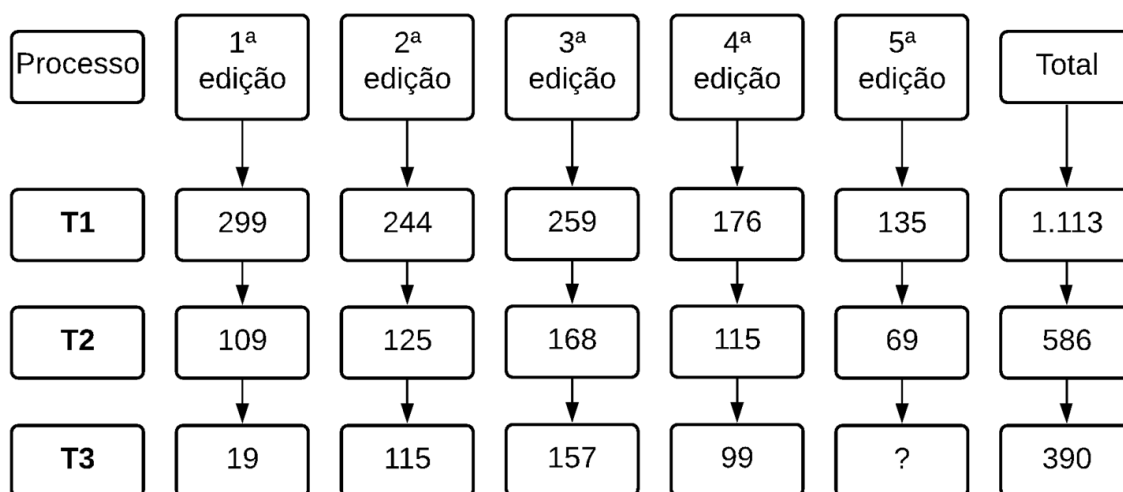 Processo
1ª edição
2ª edição
3ª edição
4ª edição
5ª edição
Total
T1 299 244 259 176 135 1.113
T2 109 125 168 115 69 586
T3 19 115 157 99 ? 390